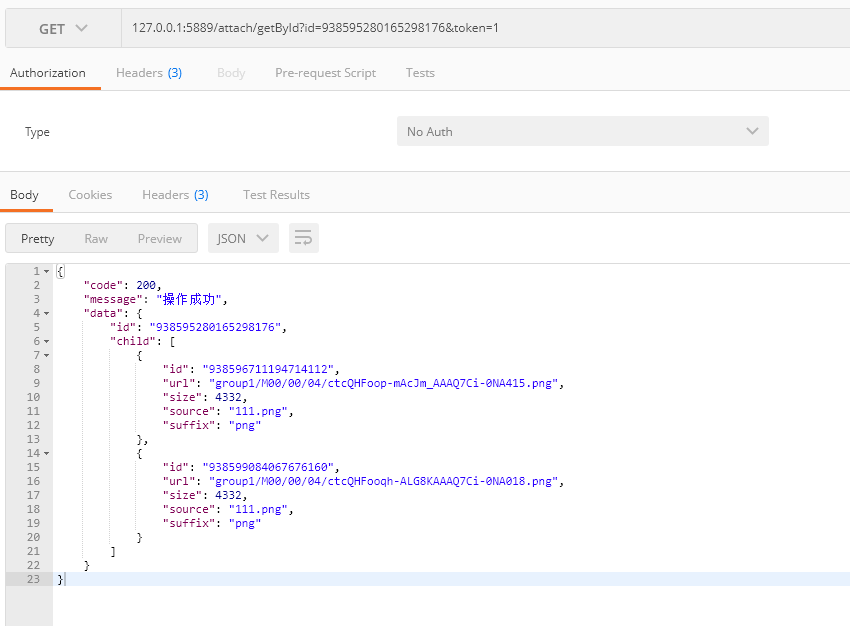 GET 127.0.0.1:5889/attach/getById?id=938595280165298176&token=1
Authorization Headers (3) Body Pre-request Script Tests
Type No Auth
Body Cookies Headers (3) Test Results
Pretty Raw Preview JSON
1 {
2 "code": 200,
3 "message": "操作成功",
4 "data": {
5 "id": "938595280165298176",
6 "child": [
7 {
8 "id": "938596711194714112",
9 "url": "group1/M00/00/04/ctcQHFoop-mAcJm_AAAQ7Ci-0NA415.png",
10 "size": 4332,
11 "source": "111.png",
12 "suffix": "png"
13 },
14 {
15 "id": "938599084067676160",
16 "url": "group1/M00/00/04/ctcQHFooqh-ALG8KAAAQ7Ci-0NA018.png",
17 "size": 4332,
18 "source": "111.png",
19 "suffix": "png"
20 }
21 ]
22 }
23 }